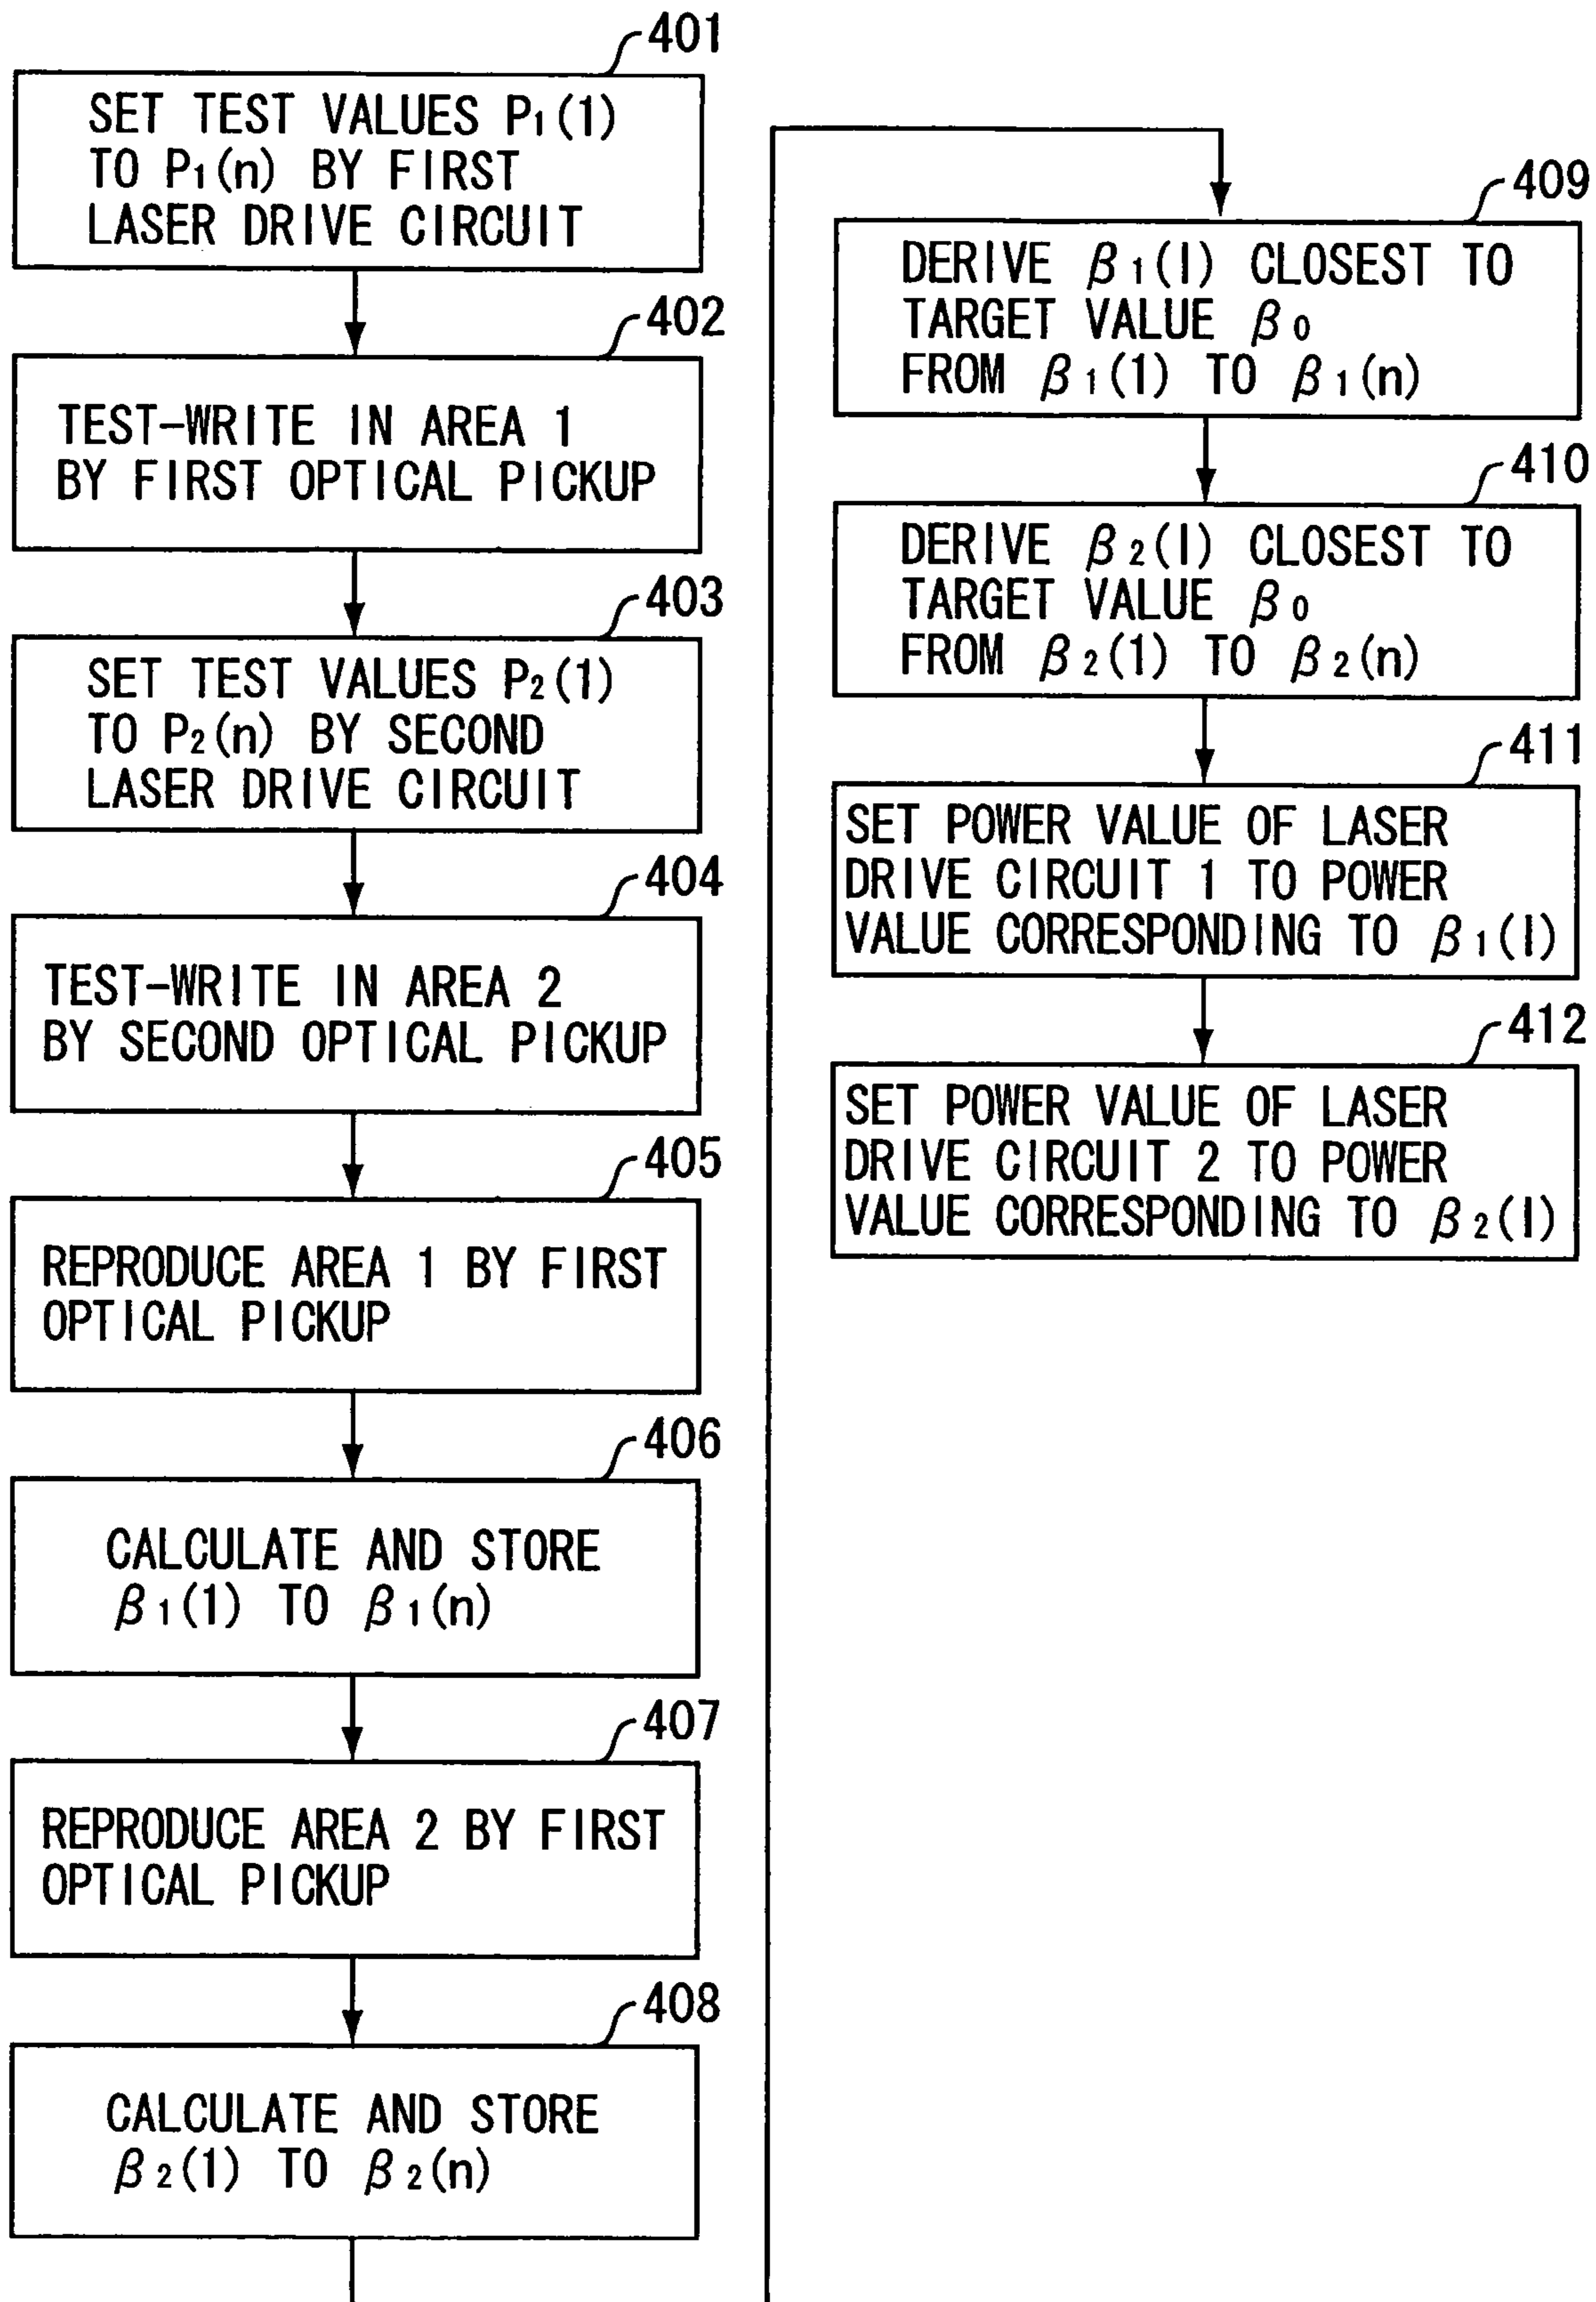 401
SET TEST VALUES P₁(1)
TO P₁(n) BY FIRST
LASER DRIVE CIRCUIT
402
TEST-WRITE IN AREA 1
BY FIRST OPTICAL PICKUP
403
SET TEST VALUES P₂(1)
TO P₂(n) BY SECOND
LASER DRIVE CIRCUIT
404
TEST-WRITE IN AREA 2
BY SECOND OPTICAL PICKUP
405
REPRODUCE AREA 1 BY FIRST
OPTICAL PICKUP
406
CALCULATE AND STORE
β₁(1) TO β₁(n)
407
REPRODUCE AREA 2 BY FIRST
OPTICAL PICKUP
408
CALCULATE AND STORE
β₂(1) TO β₂(n)
409
DERIVE β₁(I) CLOSEST TO
TARGET VALUE β₀
FROM β₁(1) TO β₁(n)
410
DERIVE β₂(I) CLOSEST TO
TARGET VALUE β₀
FROM β₂(1) TO β₂(n)
411
SET POWER VALUE OF LASER
DRIVE CIRCUIT 1 TO POWER
VALUE CORRESPONDING TO β₁(I)
412
SET POWER VALUE OF LASER
DRIVE CIRCUIT 2 TO POWER
VALUE CORRESPONDING TO β₂(I)